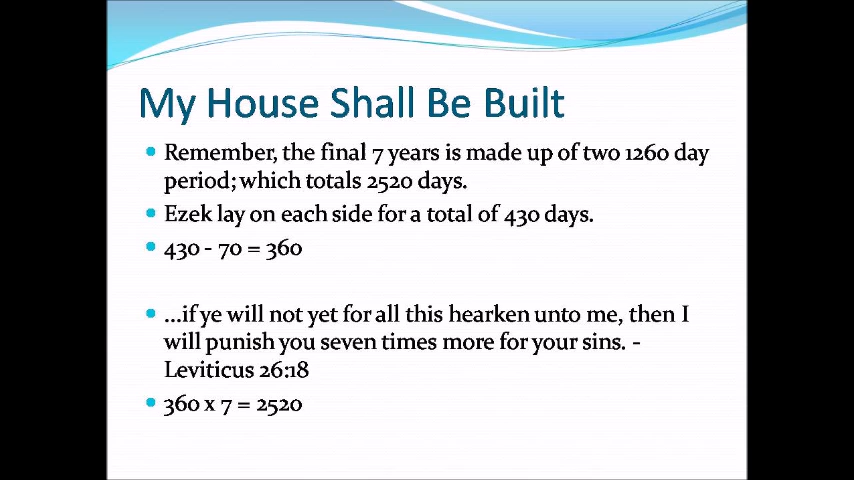 My House Shall Be Built
• Remember, the final 7 years is made up of two 1260 day
period; which totals 2520 days.
• Ezek lay on each side for a total of 430 days.
• 430 - 70 = 360
• ...if ye will not yet for all this hearken unto me, then I
will punish you seven times more for your sins. -
Leviticus 26:18
• 360 x 7 = 2520